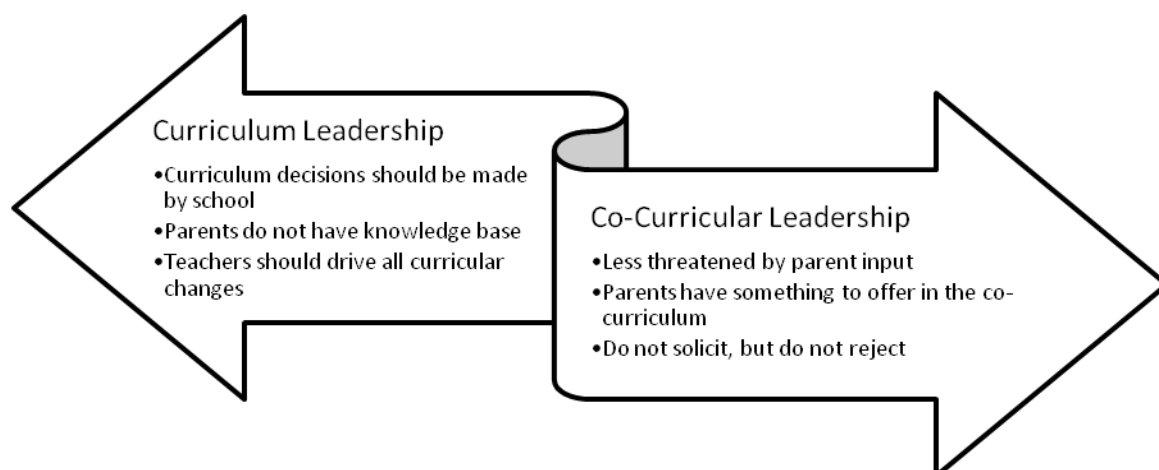 Curriculum Leadership
•Curriculum decisions should be made
by school
•Parents do not have knowledge base
•Teachers should drive all curricular
changes
Co-Curricular Leadership
•Less threatened by parent input
•Parents have something to offer in the co-
curriculum
•Do not solicit, but do not reject